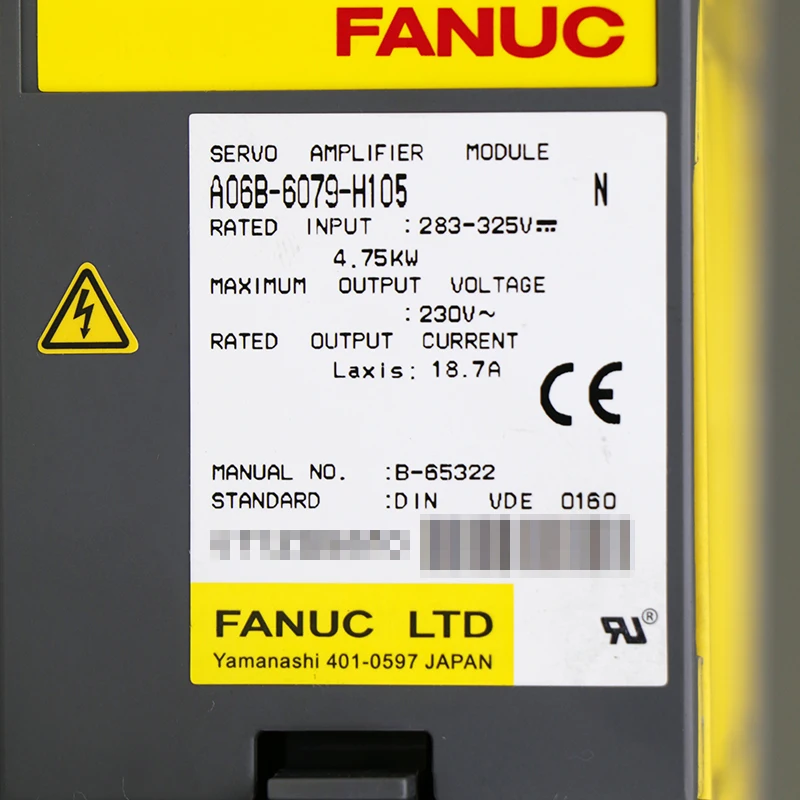 FANUC
SERVO AMPLIFIER MODULE
A06B-6079-H105 N
RATED INPUT :283-325V⎓
4.75KW
MAXIMUM OUTPUT VOLTAGE
:230V~
RATED OUTPUT CURRENT
Laxis: 18.7A
CE
MANUAL NO. :B-65322
STANDARD :DIN VDE 0160
FANUC LTD
Yamanashi 401-0597 JAPAN
RU®